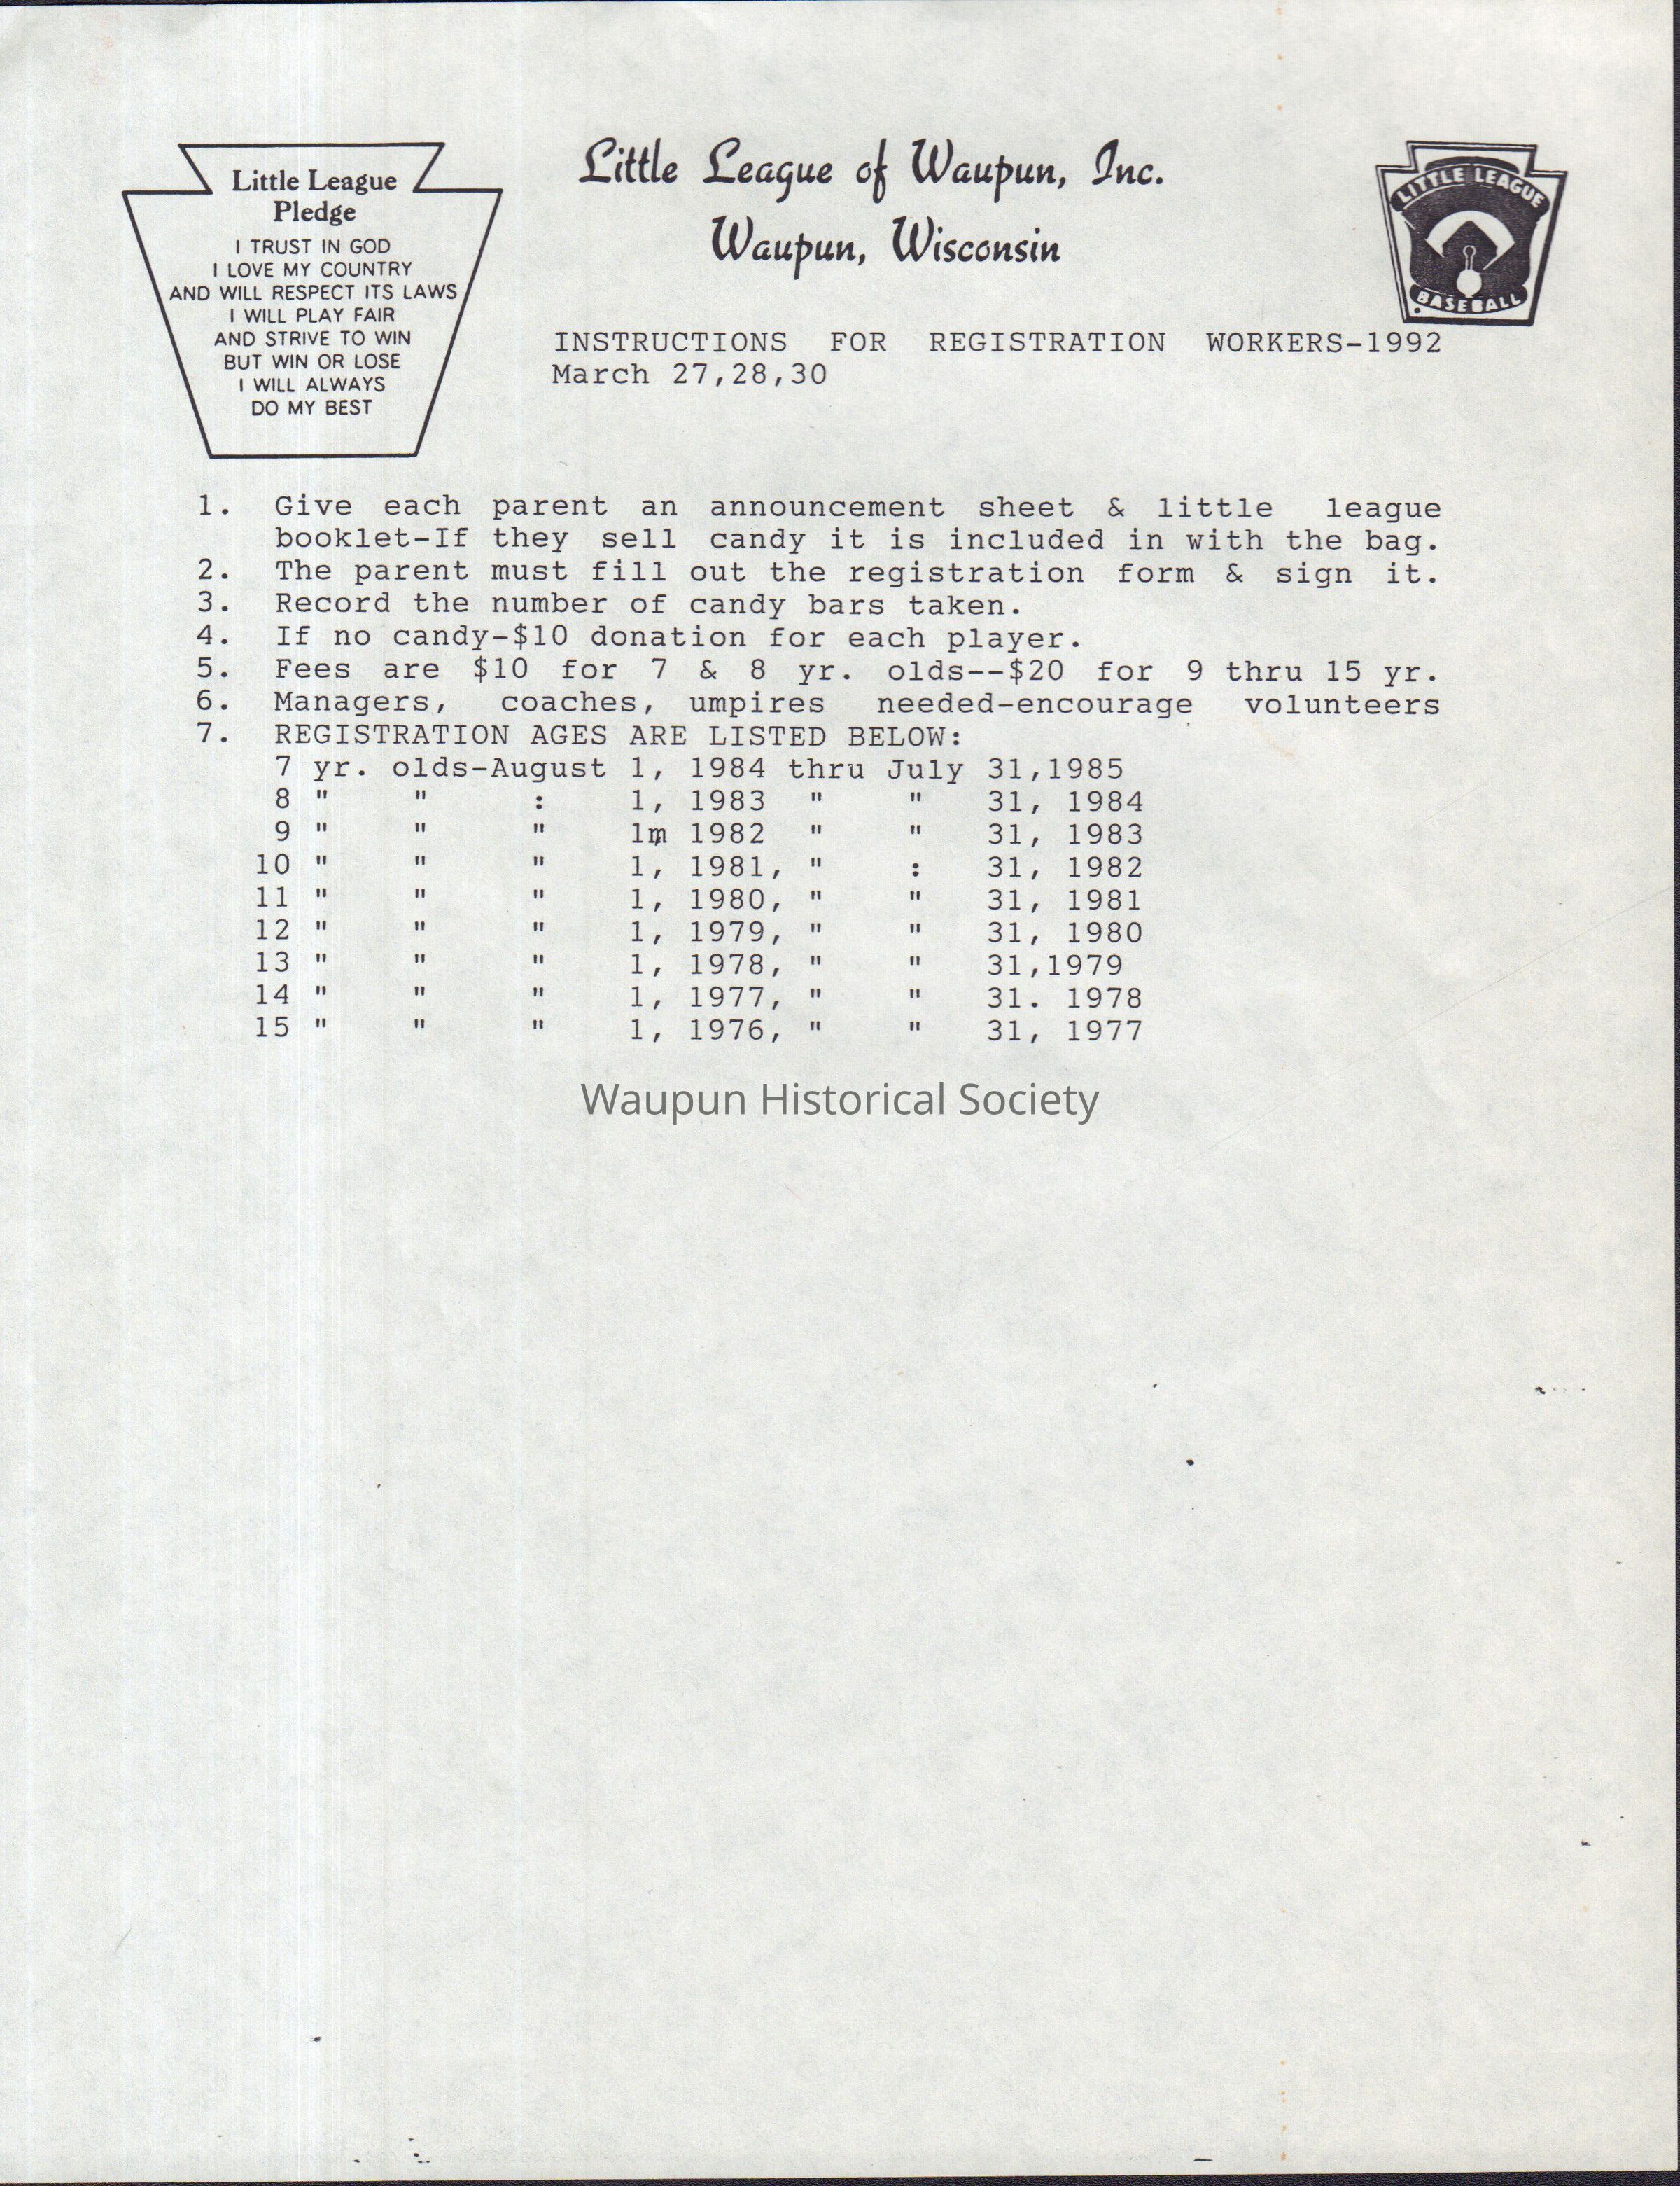 Little League
Pledge
I TRUST IN GOD
I LOVE MY COUNTRY
AND WILL RESPECT ITS LAWS
I WILL PLAY FAIR
AND STRIVE TO WIN
BUT WIN OR LOSE
I WILL ALWAYS
DO MY BEST
Little League of Waupun, Inc.
Waupun, Wisconsin
LITTLE LEAGUE
BASEBALL
INSTRUCTIONS FOR REGISTRATION WORKERS-1992
March 27,28,30
1. Give each parent an announcement sheet & little league
booklet-If they sell candy it is included in with the bag.
2. The parent must fill out the registration form & sign it.
3. Record the number of candy bars taken.
4. If no candy-$10 donation for each player.
5. Fees are $10 for 7 & 8 yr. olds--$20 for 9 thru 15 yr.
6. Managers, coaches, umpires needed-encourage volunteers
7. REGISTRATION AGES ARE LISTED BELOW:
7 yr. olds-August 1, 1984 thru July 31,1985
8 " " : 1, 1983 " " 31, 1984
9 " " " 1m 1982 " " 31, 1983
10 " " " 1, 1981, " : 31, 1982
11 " " " 1, 1980, " " 31, 1981
12 " " " 1, 1979, " " 31, 1980
13 " " " 1, 1978, " " 31,1979
14 " " " 1, 1977, " " 31. 1978
15 " " " 1, 1976, " " 31, 1977
Waupun Historical Society